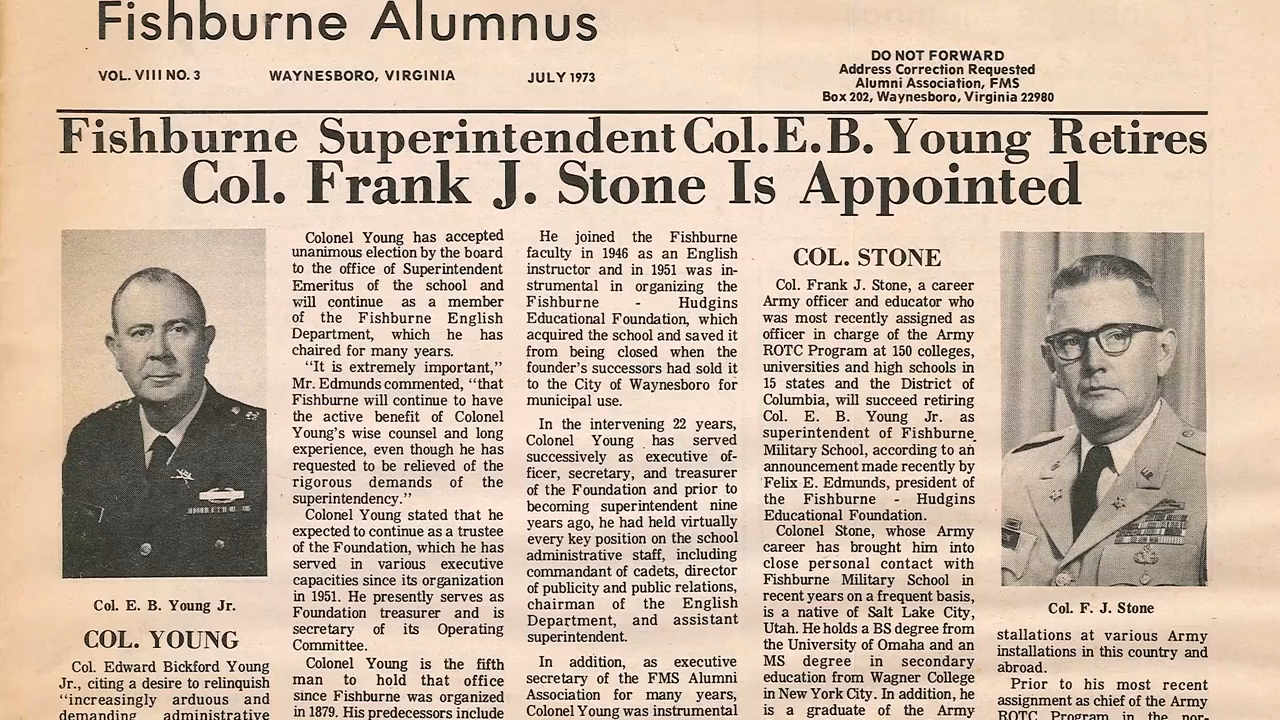 Fishburne Alumnus
VOL. VIII NO. 3 WAYNESBORO, VIRGINIA JULY 1973
DO NOT FORWARD
Address Correction Requested
Alumni Association, FMS
Box 202, Waynesboro, Virginia 22980
Fishburne Superintendent Col. E. B. Young Retires
Col. Frank J. Stone Is Appointed
Col. E. B. Young Jr.
COL. YOUNG
Col. Edward Bickford Young
Jr., citing a desire to relinquish
“increasingly arduous and
demanding administrative
Colonel Young has accepted
unanimous election by the board
to the office of Superintendent
Emeritus of the school and
will continue as a member
of the Fishburne English
Department, which he has
chaired for many years.
“It is extremely important,”
Mr. Edmunds commented, “that
Fishburne will continue to have
the active benefit of Colonel
Young’s wise counsel and long
experience, even though he has
requested to be relieved of the
rigorous demands of the
superintendency.”
Colonel Young stated that he
expected to continue as a trustee
of the Foundation, which he has
served in various executive
capacities since its organization
in 1951. He presently serves as
Foundation treasurer and is
secretary of its Operating
Committee.
Colonel Young is the fifth
man to hold that office
since Fishburne was organized
in 1879. His predecessors include
He joined the Fishburne
faculty in 1946 as an English
instructor and in 1951 was in-
strumental in organizing the
Fishburne - Hudgins
Educational Foundation, which
acquired the school and saved it
from being closed when the
founder’s successors had sold it
to the City of Waynesboro for
municipal use.
In the intervening 22 years,
Colonel Young has served
successively as executive of-
ficer, secretary, and treasurer
of the Foundation and prior to
becoming superintendent nine
years ago, he had held virtually
every key position on the school
administrative staff, including
commandant of cadets, director
of publicity and public relations,
chairman of the English
Department, and assistant
superintendent.
In addition, as executive
secretary of the FMS Alumni
Association for many years,
Colonel Young was instrumental
COL. STONE
Col. Frank J. Stone, a career
Army officer and educator who
was most recently assigned as
officer in charge of the Army
ROTC Program at 150 colleges,
universities and high schools in
15 states and the District of
Columbia, will succeed retiring
Col. E. B. Young Jr. as
superintendent of Fishburne
Military School, according to an
announcement made recently by
Felix E. Edmunds, president of
the Fishburne - Hudgins
Educational Foundation.
Colonel Stone, whose Army
career has brought him into
close personal contact with
Fishburne Military School in
recent years on a frequent basis,
is a native of Salt Lake City,
Utah. He holds a BS degree from
the University of Omaha and an
MS degree in secondary
education from Wagner College
in New York City. In addition, he
is a graduate of the Army
Col. F. J. Stone
stallations at various Army
installations in this country and
abroad.
Prior to his most recent
assignment as chief of the Army
ROTC Program in the nor-